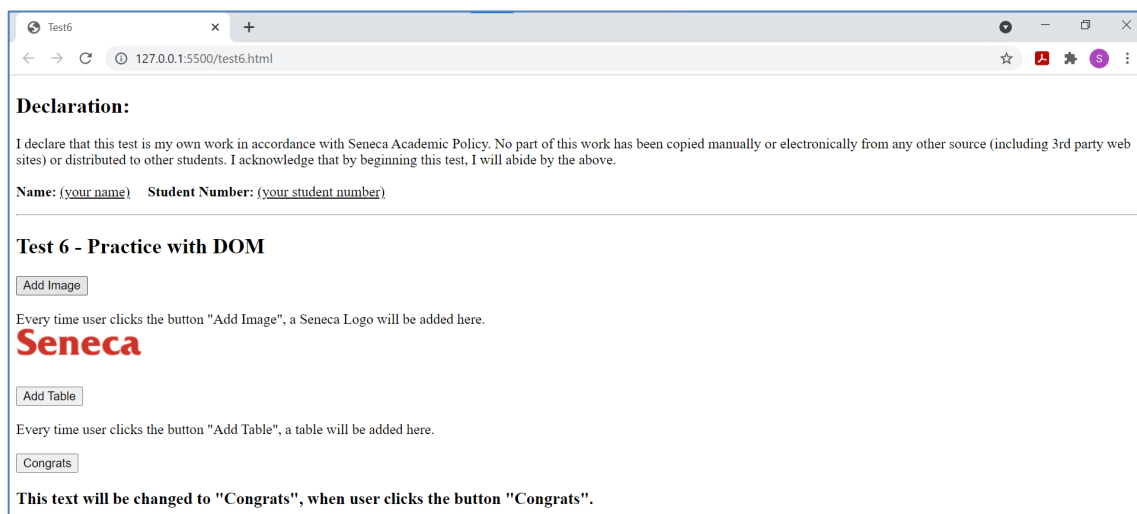 Test6
127.0.0.1:5500/test6.html
S
Declaration:
I declare that this test is my own work in accordance with Seneca Academic Policy. No part of this work has been copied manually or electronically from any other source (including 3rd party web
sites) or distributed to other students. I acknowledge that by beginning this test, I will abide by the above.
Name: (your name) Student Number: (your student number)
Test 6 - Practice with DOM
Add Image
Every time user clicks the button "Add Image", a Seneca Logo will be added here.
Seneca
Add Table
Every time user clicks the button "Add Table", a table will be added here.
Congrats
This text will be changed to "Congrats", when user clicks the button "Congrats".